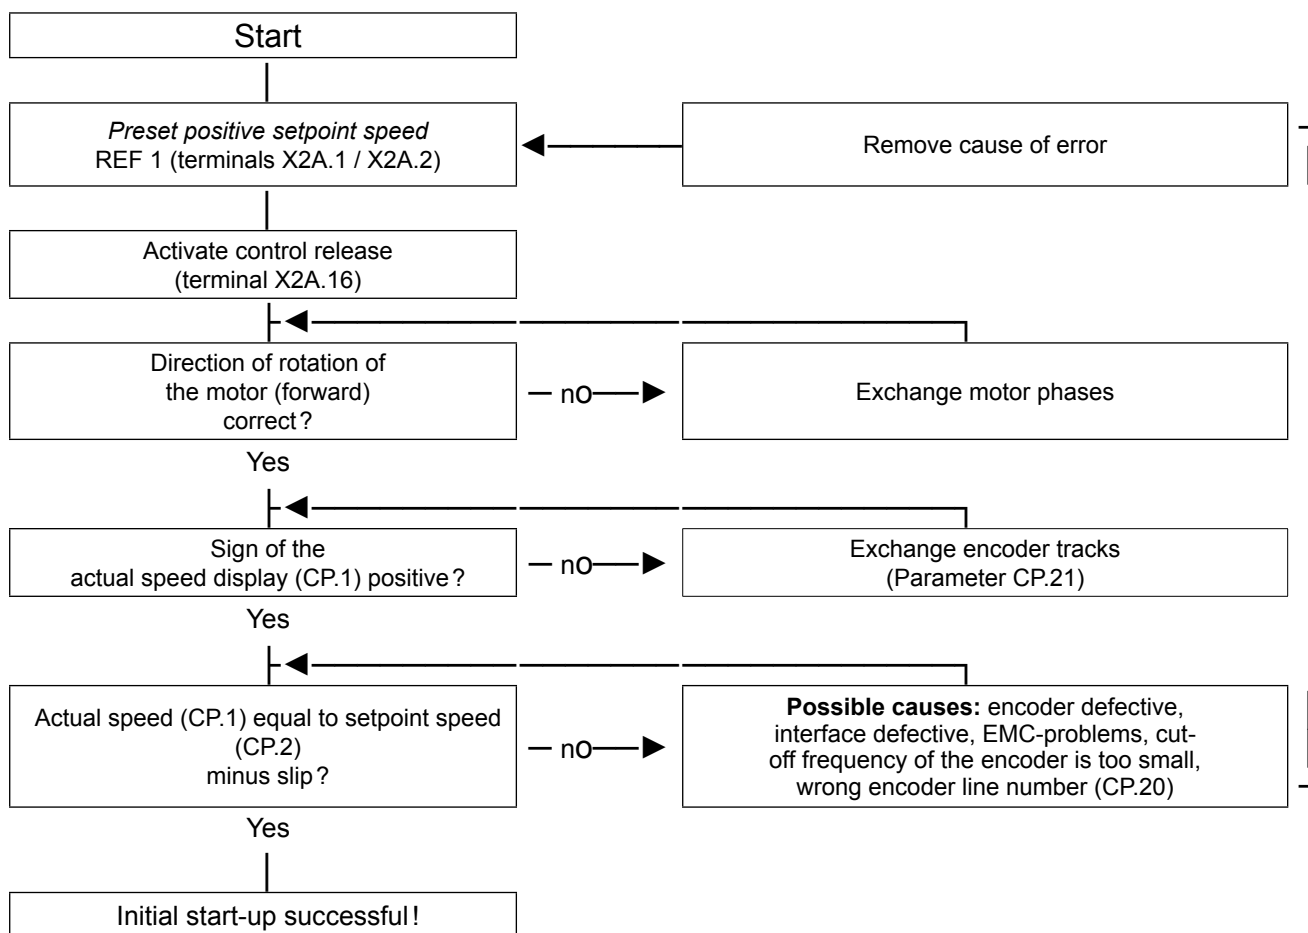 Start
Preset positive setpoint speed
REF 1 (terminals X2A.1 / X2A.2)
Remove cause of error
Activate control release
(terminal X2A.16)
Direction of rotation of
the motor (forward)
correct?
no
Exchange motor phases
Yes
Sign of the
actual speed display (CP.1) positive?
no
Exchange encoder tracks
(Parameter CP.21)
Yes
Actual speed (CP.1) equal to setpoint speed
(CP.2)
minus slip?
no
Possible causes: encoder defective,
interface defective, EMC-problems, cut-
off frequency of the encoder is too small,
wrong encoder line number (CP.20)
Yes
Initial start-up successful!